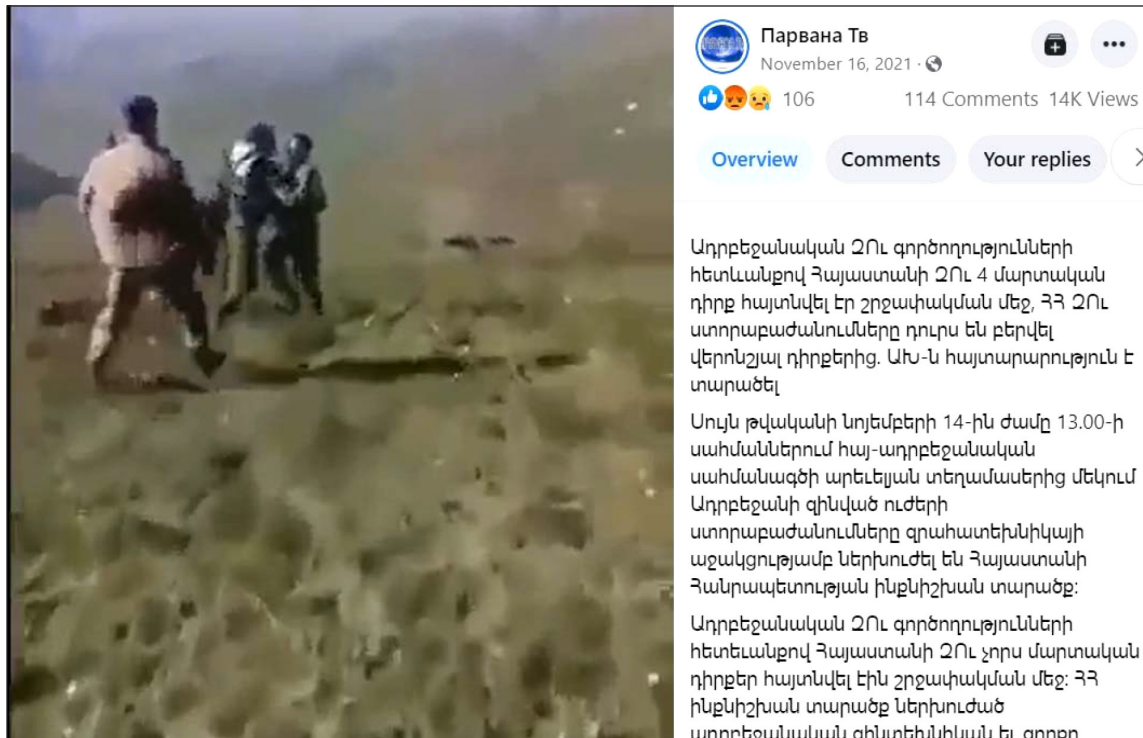 Парвана Тв
November 16, 2021
106
114 Comments 14K Views
Overview
Comments
Your replies
Ադրբեջանական ԶՈւ գործողությունների
հետևանքով Հայաստանի ԶՈւ 4 մարտական
դիրք հայտնվել էր շրջափակման մեջ, ՀՀ ԶՈւ
ստորաբաժանումները դուրս են բերվել
վերոնշյալ դիրքերից. ԱԽ-ն հայտարարություն է
տարածել
Սույն թվականի նոյեմբերի 14-ին ժամը 13.00-ի
սահմաններում հայ-ադրբեջանական
սահմանագծի արեւելյան տեղամասերից մեկում
Ադրբեջանի զինված ուժերի
ստորաբաժանումները զրահատեխնիկայի
աջակցությամբ ներխուժել են Հայաստանի
Հանրապետության ինքնիշխան տարածք:
Ադրբեջանական ԶՈւ գործողությունների
հետեւանքով Հայաստանի ԶՈւ չորս մարտական
դիրքեր հայտնվել էին շրջափակման մեջ: ՀՀ
ինքնիշխան տարածք ներխուժած